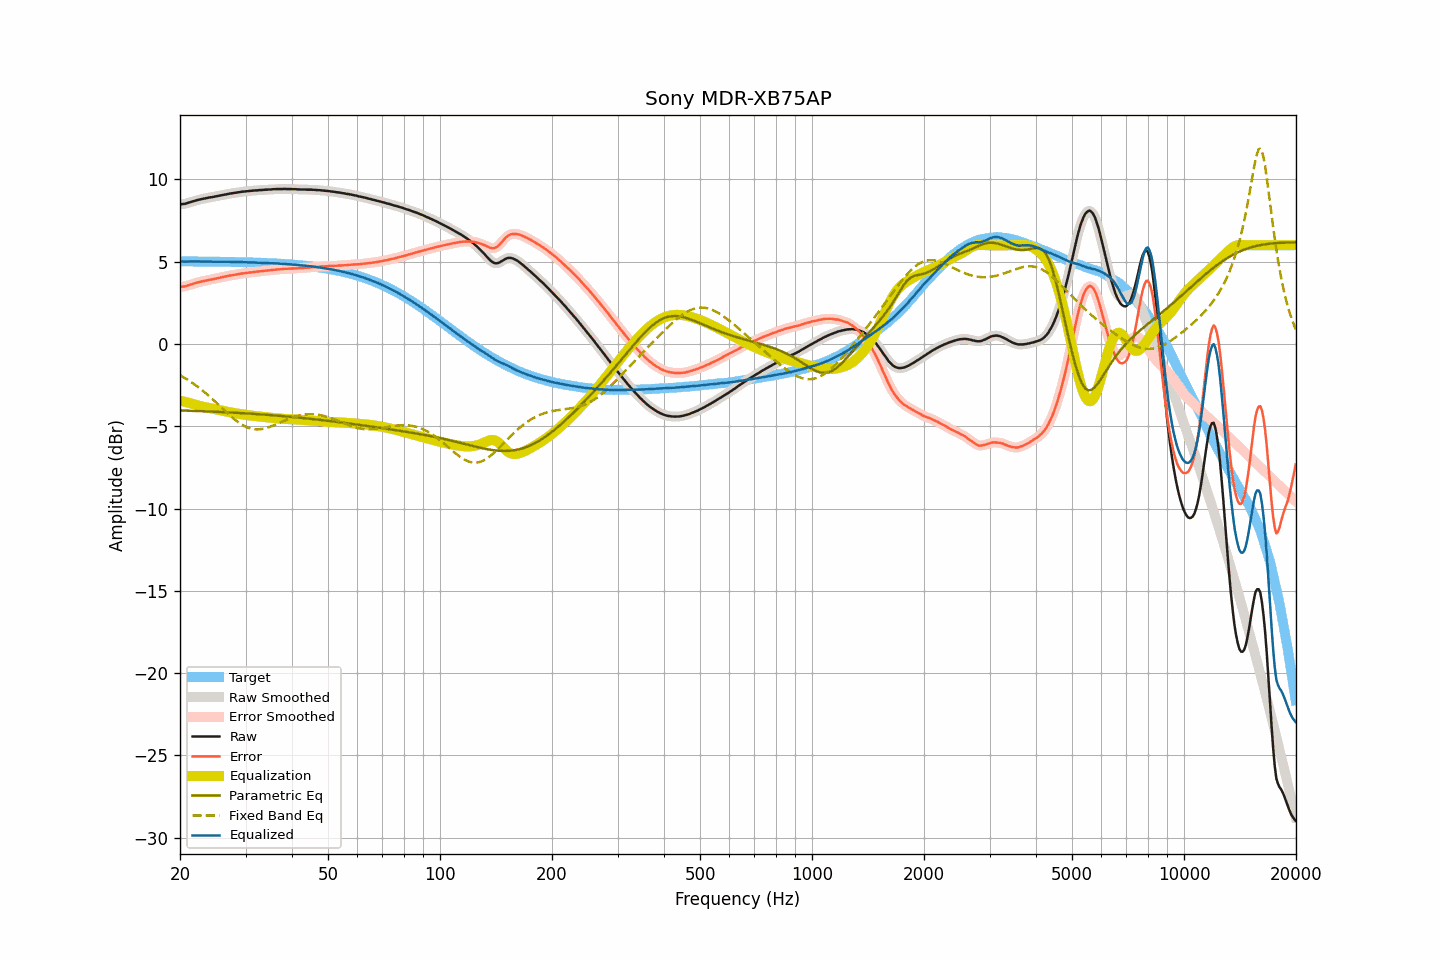 Sony MDR-XB75AP
Amplitude (dBr)
10
5
0
−5
−10
−15
−20
−25
−30
Target
Raw Smoothed
Error Smoothed
Raw
Error
Equalization
Parametric Eq
Fixed Band Eq
Equalized
20 50 100 200 500 1000 2000 5000 10000 20000
Frequency (Hz)